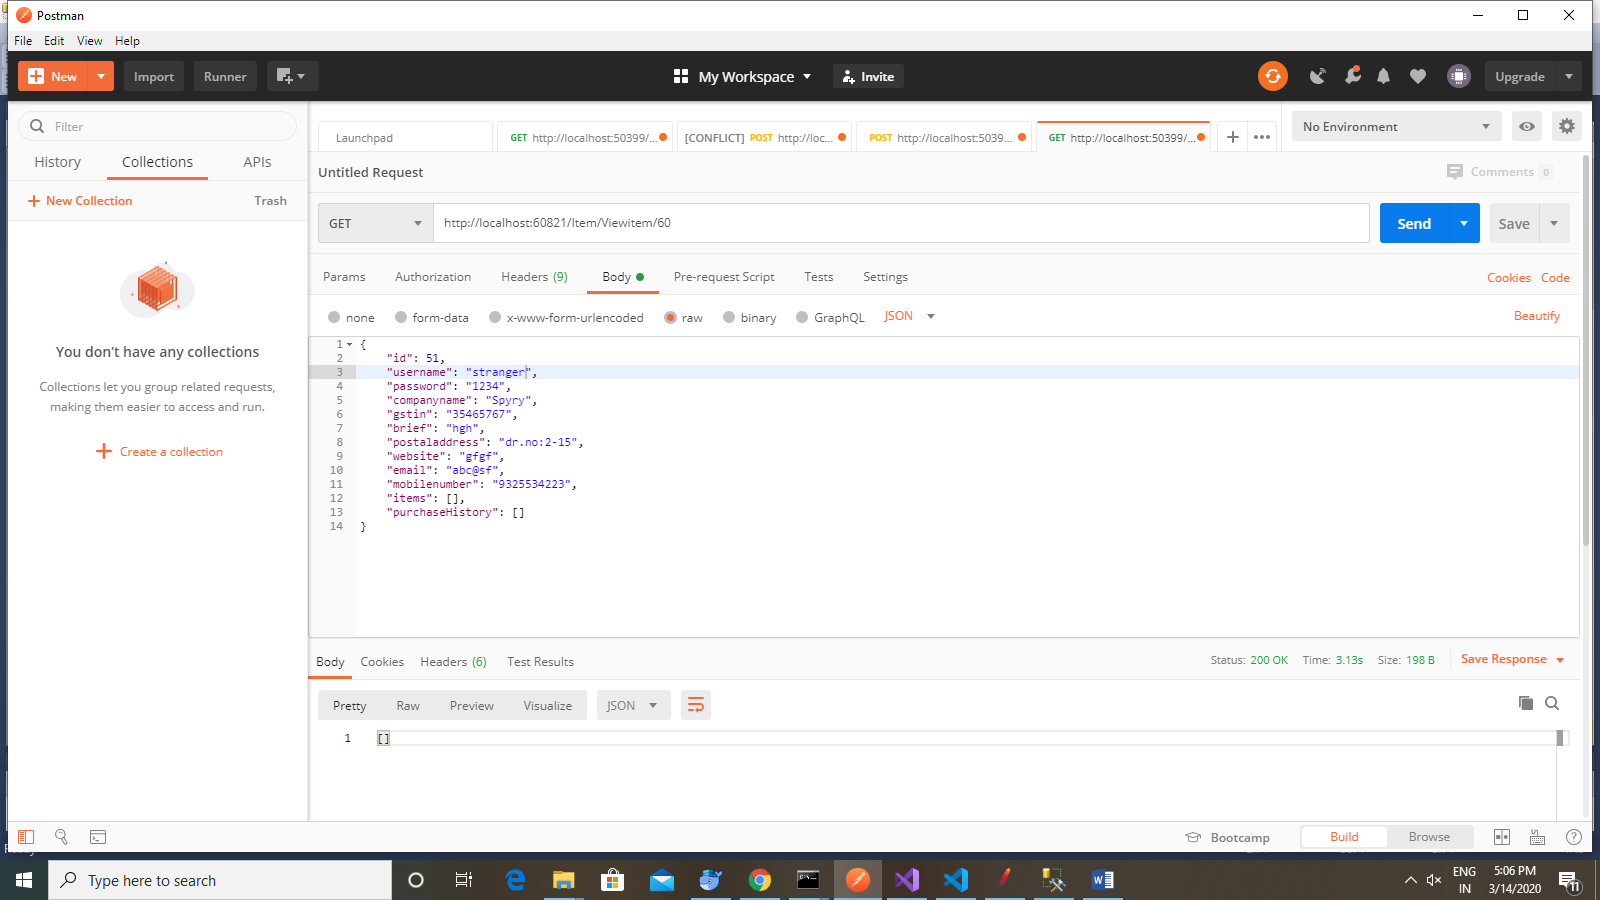 Postman
File Edit View Help
New Import Runner My Workspace Invite Upgrade
Filter
History Collections APIs
New Collection Trash
You don't have any collections
Collections let you group related requests,
making them easier to access and run.
Create a collection
Launchpad GET http://localhost:50399/... [CONFLICT] POST http://loc... POST http://localhost:5039... GET http://localhost:50399/... No Environment
Untitled Request Comments 0
GET http://localhost:60821/Item/Viewitem/60 Send Save
Params Authorization Headers (9) Body Pre-request Script Tests Settings Cookies Code
none form-data x-www-form-urlencoded raw binary GraphQL JSON Beautify
1 {
2 "id": 51,
3 "username": "stranger",
4 "password": "1234",
5 "companyname": "Spyry",
6 "gstin": "35465767",
7 "brief": "hgh",
8 "postaladdress": "dr.no:2-15",
9 "website": "gfgf",
10 "email": "abc@sf",
11 "mobilenumber": "9325534223",
12 "items": [],
13 "purchaseHistory": []
14 }
Body Cookies Headers (6) Test Results Status: 200 OK Time: 3.13s Size: 198 B Save Response
Pretty Raw Preview Visualize JSON
1 []
Bootcamp Build Browse
Type here to search
ENG
IN
5:06 PM
3/14/2020
11